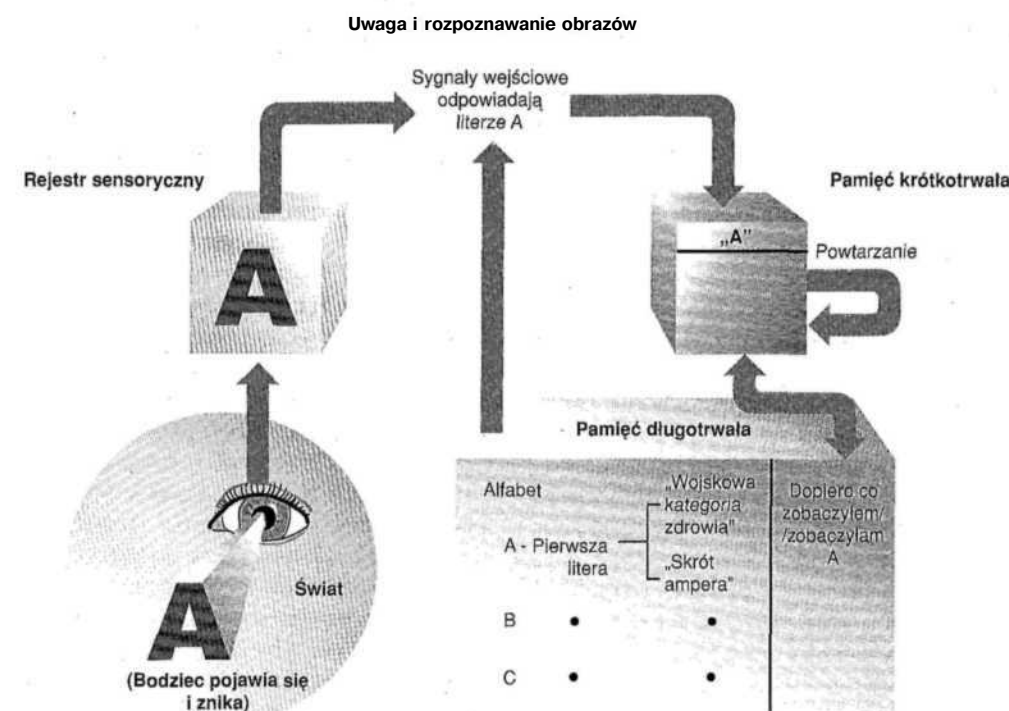 Uwaga i rozpoznawanie obrazów
Sygnały wejściowe
odpowiadają
literze A
Rejestr sensoryczny
A
Pamięć krótkotrwała
„A”
Powtarzanie
Świat
A
(Bodziec pojawia się
i znika)
Pamięć długotrwała
Alfabet
A - Pierwsza
litera
„Wojskowa
kategoria
zdrowia”
„Skrót
ampera”
B
C
Dopiero co
zobaczyłem/
/zobaczyłam
A